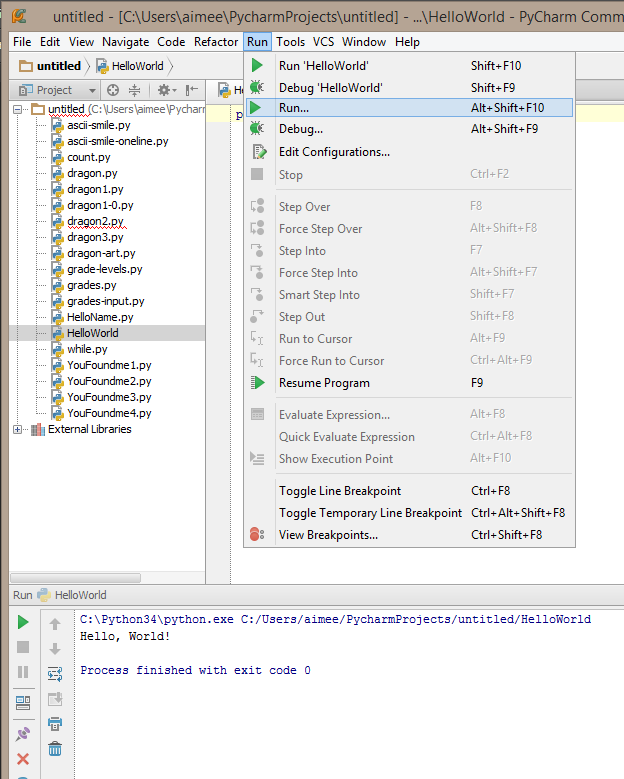 untitled - [C:\Users\aimee\PycharmProjects\untitled] - ...\HelloWorld - PyCharm Comm
File Edit View Navigate Code Refactor Run Tools VCS Window Help
untitled HelloWorld
Project
untitled (C:\Users\aimee\Pycharm
ascii-smile.py
ascii-smile-oneline.py
count.py
dragon.py
dragon1.py
dragon1-0.py
dragon2.py
dragon3.py
dragon-art.py
grade-levels.py
grades.py
grades-input.py
HelloName.py
HelloWorld
while.py
YouFoundme1.py
YouFoundme2.py
YouFoundme3.py
YouFoundme4.py
External Libraries
He
p
Run 'HelloWorld' Shift+F10
Debug 'HelloWorld' Shift+F9
Run... Alt+Shift+F10
Debug... Alt+Shift+F9
Edit Configurations...
Stop Ctrl+F2
Step Over F8
Force Step Over Alt+Shift+F8
Step Into F7
Force Step Into Alt+Shift+F7
Smart Step Into Shift+F7
Step Out Shift+F8
Run to Cursor Alt+F9
Force Run to Cursor Ctrl+Alt+F9
Resume Program F9
Evaluate Expression... Alt+F8
Quick Evaluate Expression Ctrl+Alt+F8
Show Execution Point Alt+F10
Toggle Line Breakpoint Ctrl+F8
Toggle Temporary Line Breakpoint Ctrl+Alt+Shift+F8
View Breakpoints... Ctrl+Shift+F8
Run HelloWorld
C:\Python34\python.exe C:/Users/aimee/PycharmProjects/untitled/HelloWorld
Hello, World!
Process finished with exit code 0